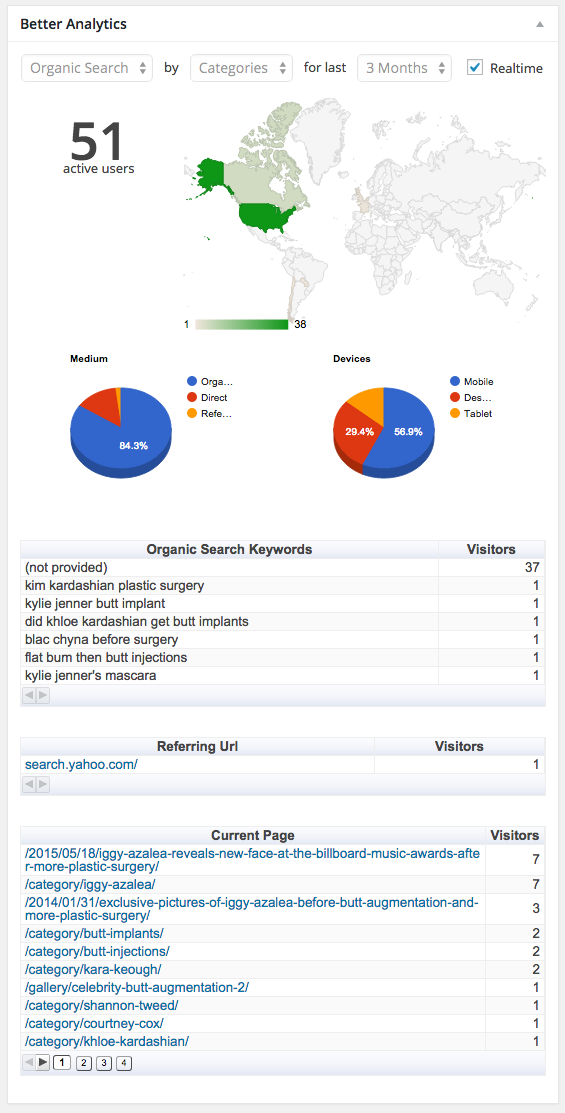 Better Analytics
Organic Search by Categories for last 3 Months Realtime
51
active users
1 38
Medium
Orga...
Direct
Refe...
84.3%
Devices
Mobile
Des...
Tablet
29.4% 56.9%
Organic Search Keywords Visitors
(not provided) 37
kim kardashian plastic surgery 1
kylie jenner butt implant 1
did khloe kardashian get butt implants 1
blac chyna before surgery 1
flat bum then butt injections 1
kylie jenner's mascara 1
Referring Url Visitors
search.yahoo.com/ 1
Current Page Visitors
/2015/05/18/iggy-azalea-reveals-new-face-at-the-billboard-music-awards-afte
r-more-plastic-surgery/ 7
/category/iggy-azalea/ 7
/2014/01/31/exclusive-pictures-of-iggy-azalea-before-butt-augmentation-and-
more-plastic-surgery/ 3
/category/butt-implants/ 2
/category/butt-injections/ 2
/category/kara-keough/ 2
/gallery/celebrity-butt-augmentation-2/ 1
/category/shannon-tweed/ 1
/category/courtney-cox/ 1
/category/khloe-kardashian/ 1
1 2 3 4